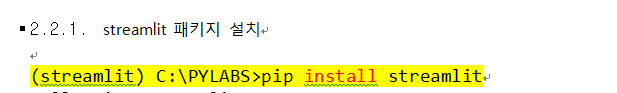 ▪2.2.1. streamlit 패키지 설치↵
↵
(streamlit) C:\PYLABS>pip install streamlit↵